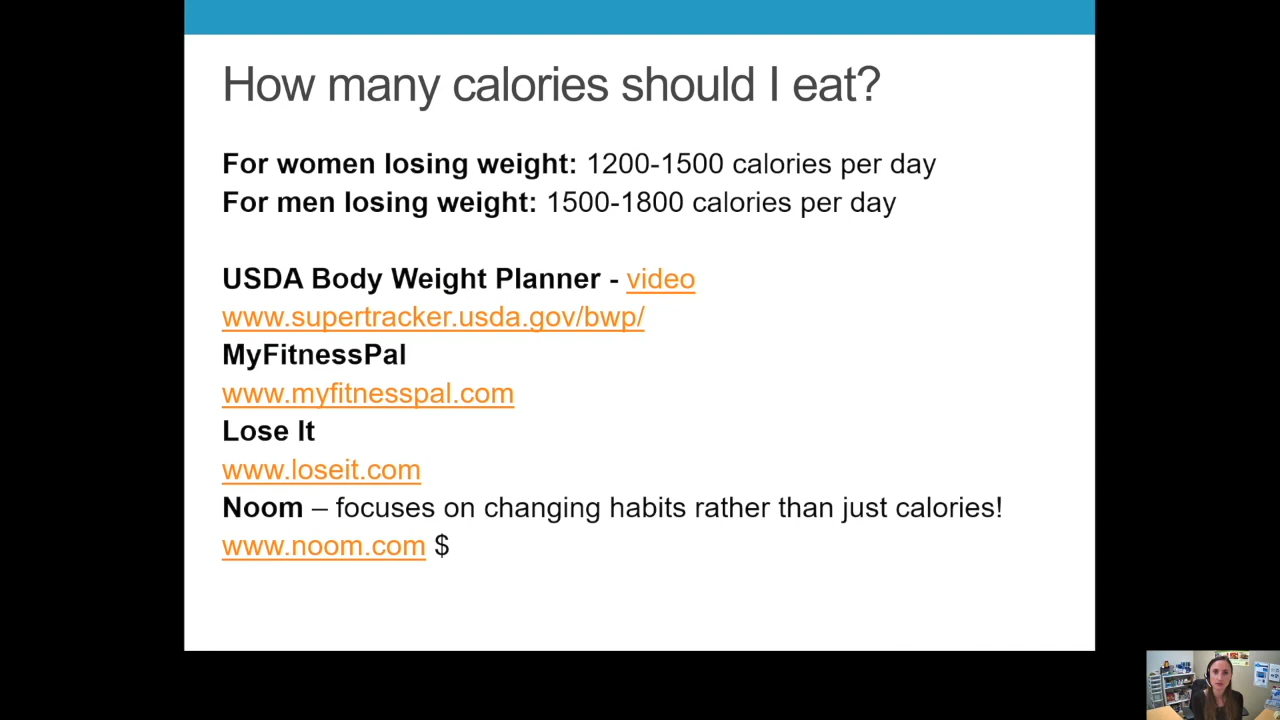 How many calories should I eat?
For women losing weight: 1200-1500 calories per day
For men losing weight: 1500-1800 calories per day
USDA Body Weight Planner - video
www.supertracker.usda.gov/bwp/
MyFitnessPal
www.myfitnesspal.com
Lose It
www.loseit.com
Noom – focuses on changing habits rather than just calories!
www.noom.com $